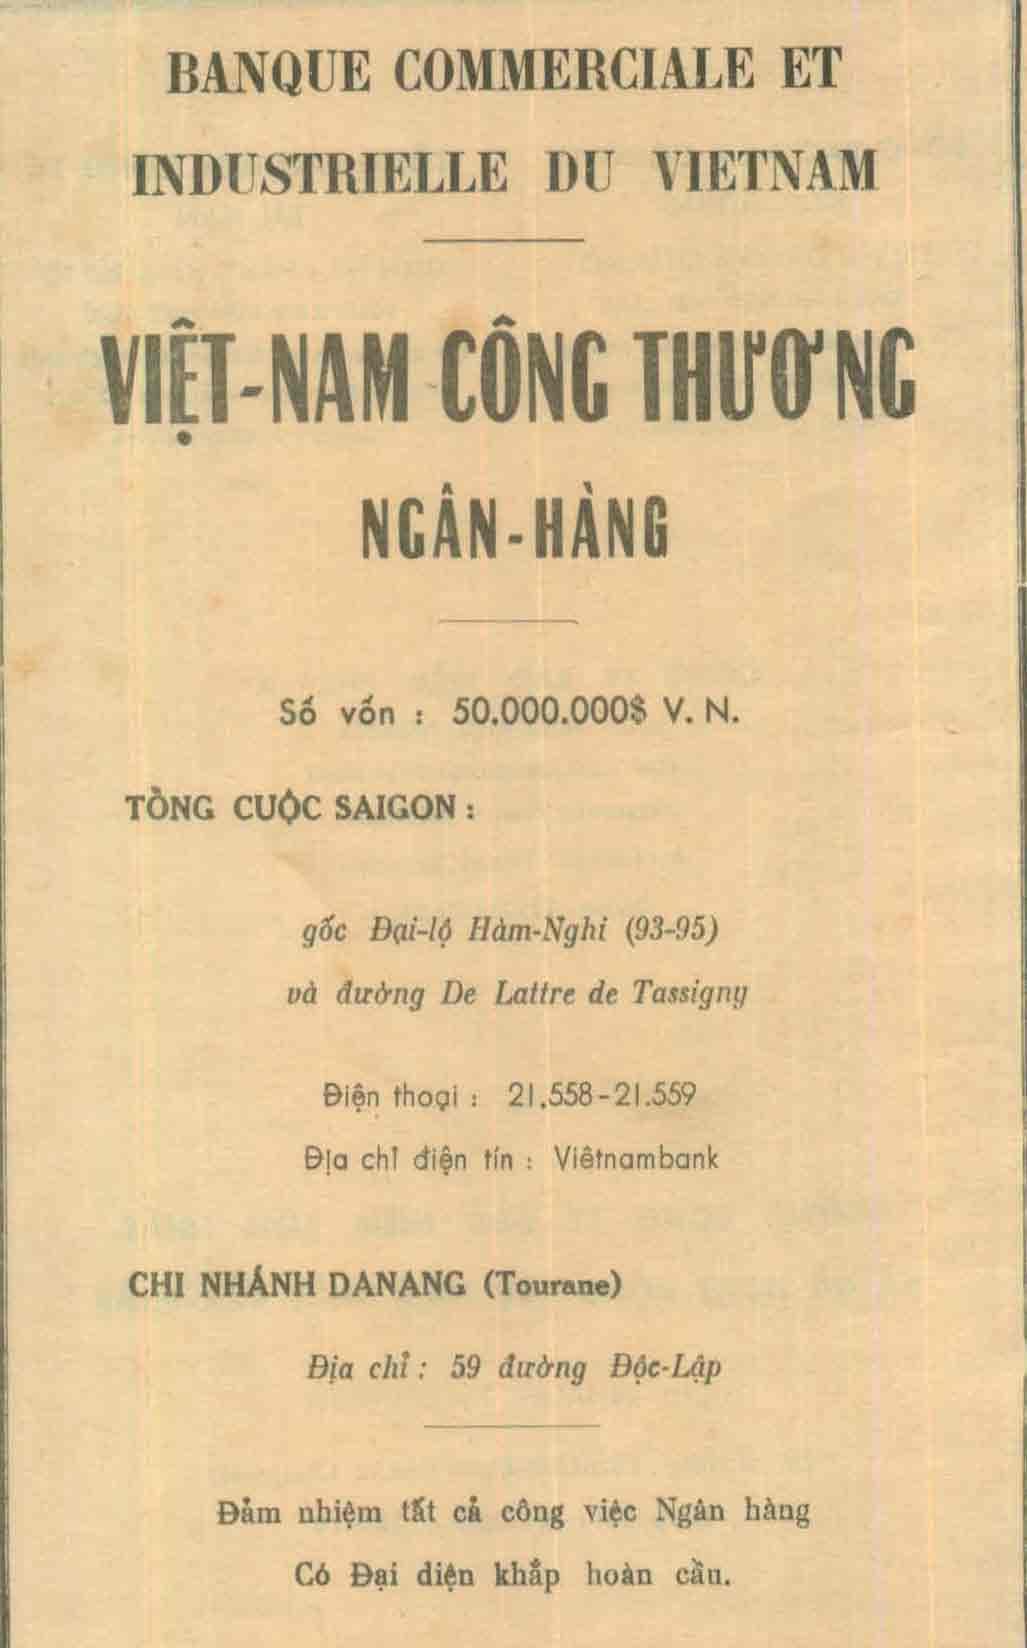 BANQUE COMMERCIALE ET
INDUSTRIELLE DU VIETNAM
VIỆT-NAM CÔNG THƯƠNG
NGÂN-HÀNG
Số vốn : 50.000.000$ V. N.
TỔNG CUỘC SAIGON :
gốc Đại-lộ Hàm-Nghi (93-95)
và đường De Lattre de Tassigny
Điện thoại : 21.558-21.559
Địa chỉ điện tín : Viêtnambank
CHI NHÁNH DANANG (Tourane)
Địa chỉ : 59 đường Độc-Lập
Đảm nhiệm tất cả công việc Ngân hàng
Có Đại diện khắp hoàn cầu.